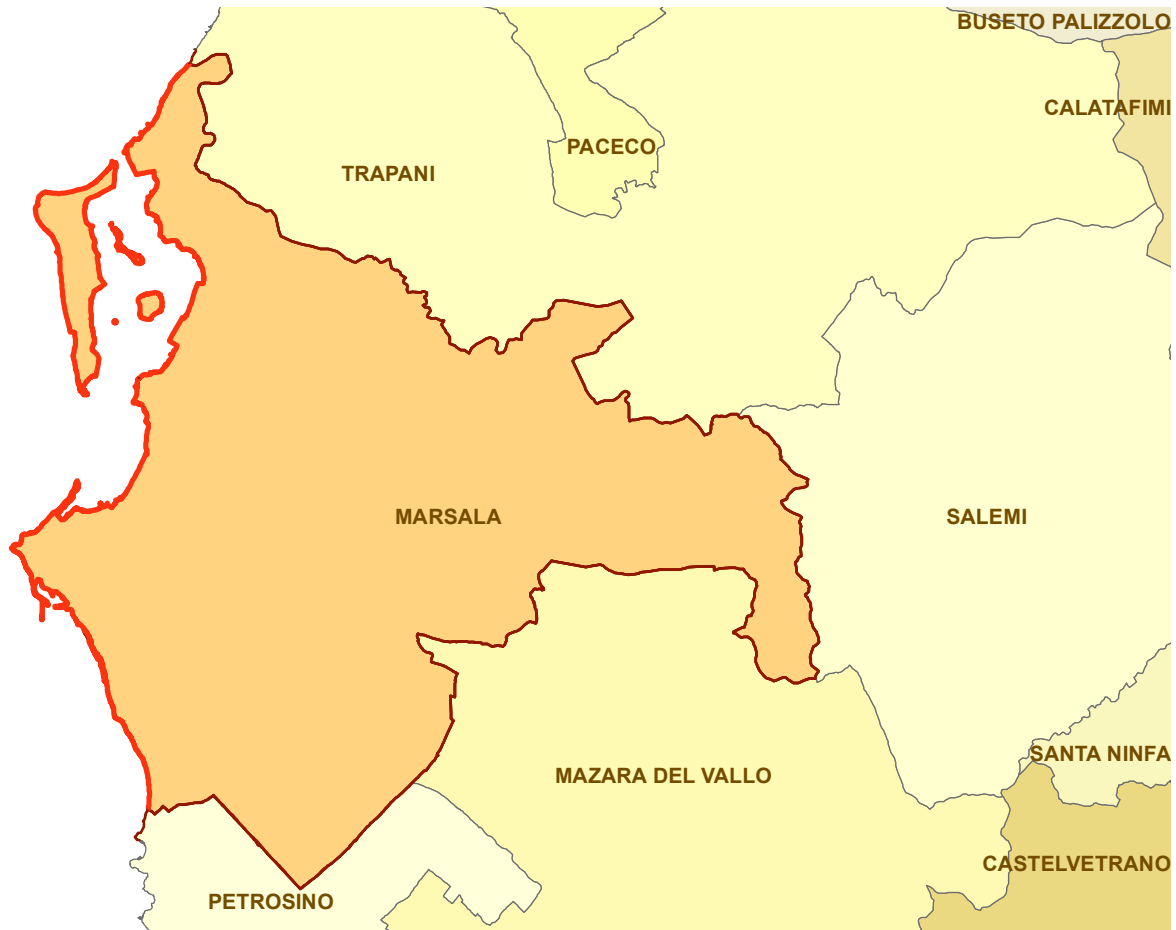 BUSETO PALIZZOLO
CALATAFIMI
PACECO
TRAPANI
MARSALA
SALEMI
SANTA NINFA
MAZARA DEL VALLO
CASTELVETRANO
PETROSINO